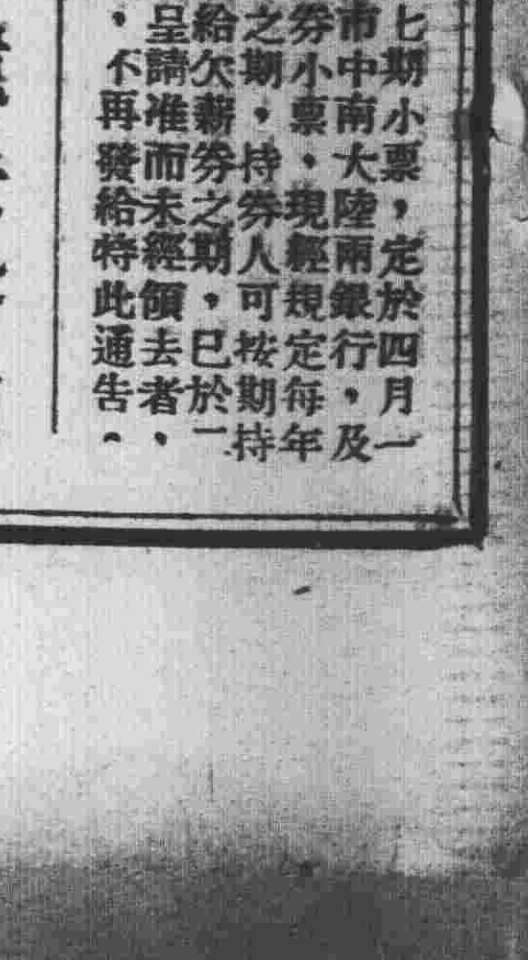 七期小票，定於四月一
市中南大陸兩銀行，及
券小票，現經規定每年
之期，持券人可按期持
給欠薪券之期，已於一
呈請准而未經領去者，
，不再發給特此通告。